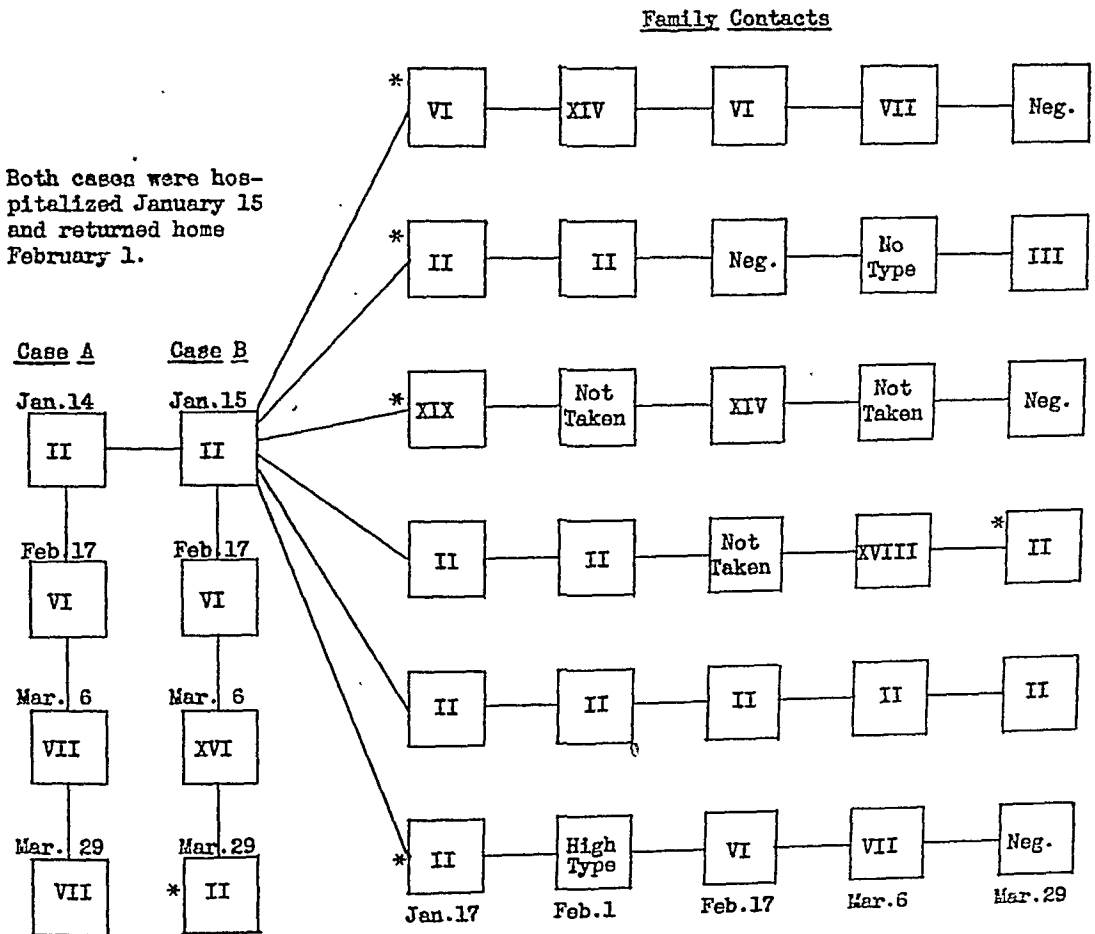 Family Contacts
* VI XIV VI VII Neg.
Both cases were hos-
pitalized January 15
and returned home
February 1.
* II II Neg. No Type III
Case A Case B
Jan.14 Jan.15
* XIX Not Taken XIV Not Taken Neg.
II II
Feb.17 Feb.17
II II Not Taken XVIII * II
VI VI
Mar. 6 Mar. 6
II II II II II
VII XVI
Mar. 29 Mar.29
* II High Type VI VII Neg.
VII * II
Jan.17 Feb.1 Feb.17 Mar.6 Mar.29